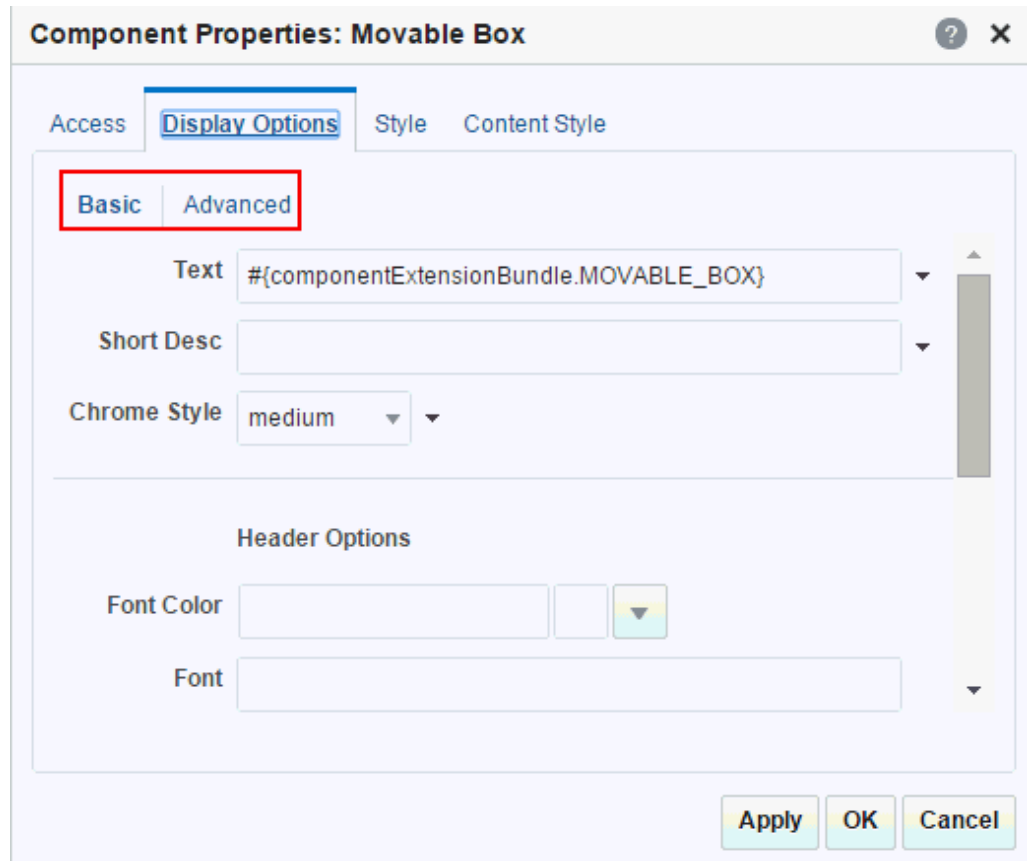 Component Properties: Movable Box ?
Access Display Options Style Content Style
Basic Advanced
Text #{componentExtensionBundle.MOVABLE_BOX}
Short Desc
Chrome Style medium
Header Options
Font Color
Font
Apply OK Cancel